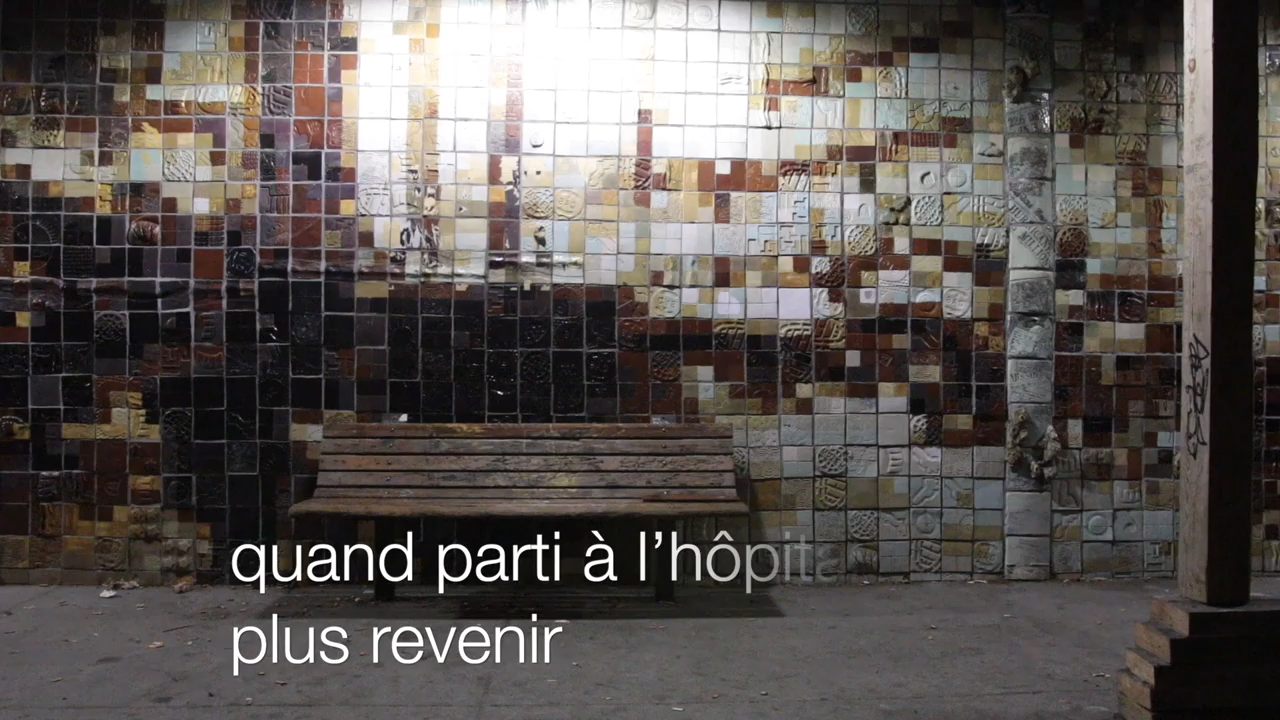 quand parti à l’hôpita
plus revenir